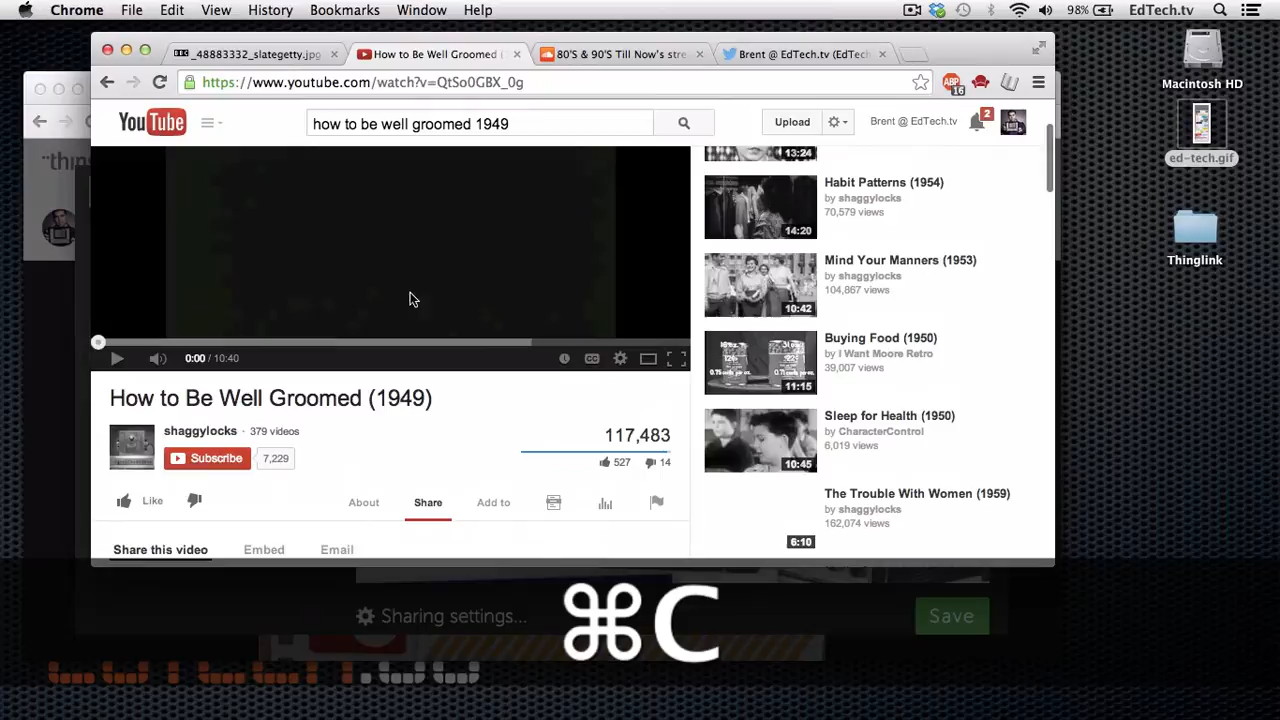 Chrome File Edit View History Bookmarks Window Help 98% EdTech.tv
_48883332_slategetty.jpg
How to Be Well Groomed (
80'S & 90'S Till Now's stre
Brent @ EdTech.tv (EdTech
https://www.youtube.com/watch?v=QtSo0GBX_0g
ABP
16
YouTube
how to be well groomed 1949
Upload
Brent @ EdTech.tv
2
Macintosh HD
ed-tech.gif
Thinglink
13:24
Habit Patterns (1954)
by shaggylocks
70,579 views
14:20
Mind Your Manners (1953)
by shaggylocks
104,867 views
10:42
Buying Food (1950)
by I Want Moore Retro
39,007 views
11:15
Sleep for Health (1950)
by CharacterControl
6,019 views
10:45
The Trouble With Women (1959)
by shaggylocks
162,074 views
6:10
0:00 / 10:40
CC
How to Be Well Groomed (1949)
shaggylocks · 379 videos
Subscribe 7,229
117,483
527 14
Like
About Share Add to
Share this video Embed Email
Sharing settings...
⌘C
Save